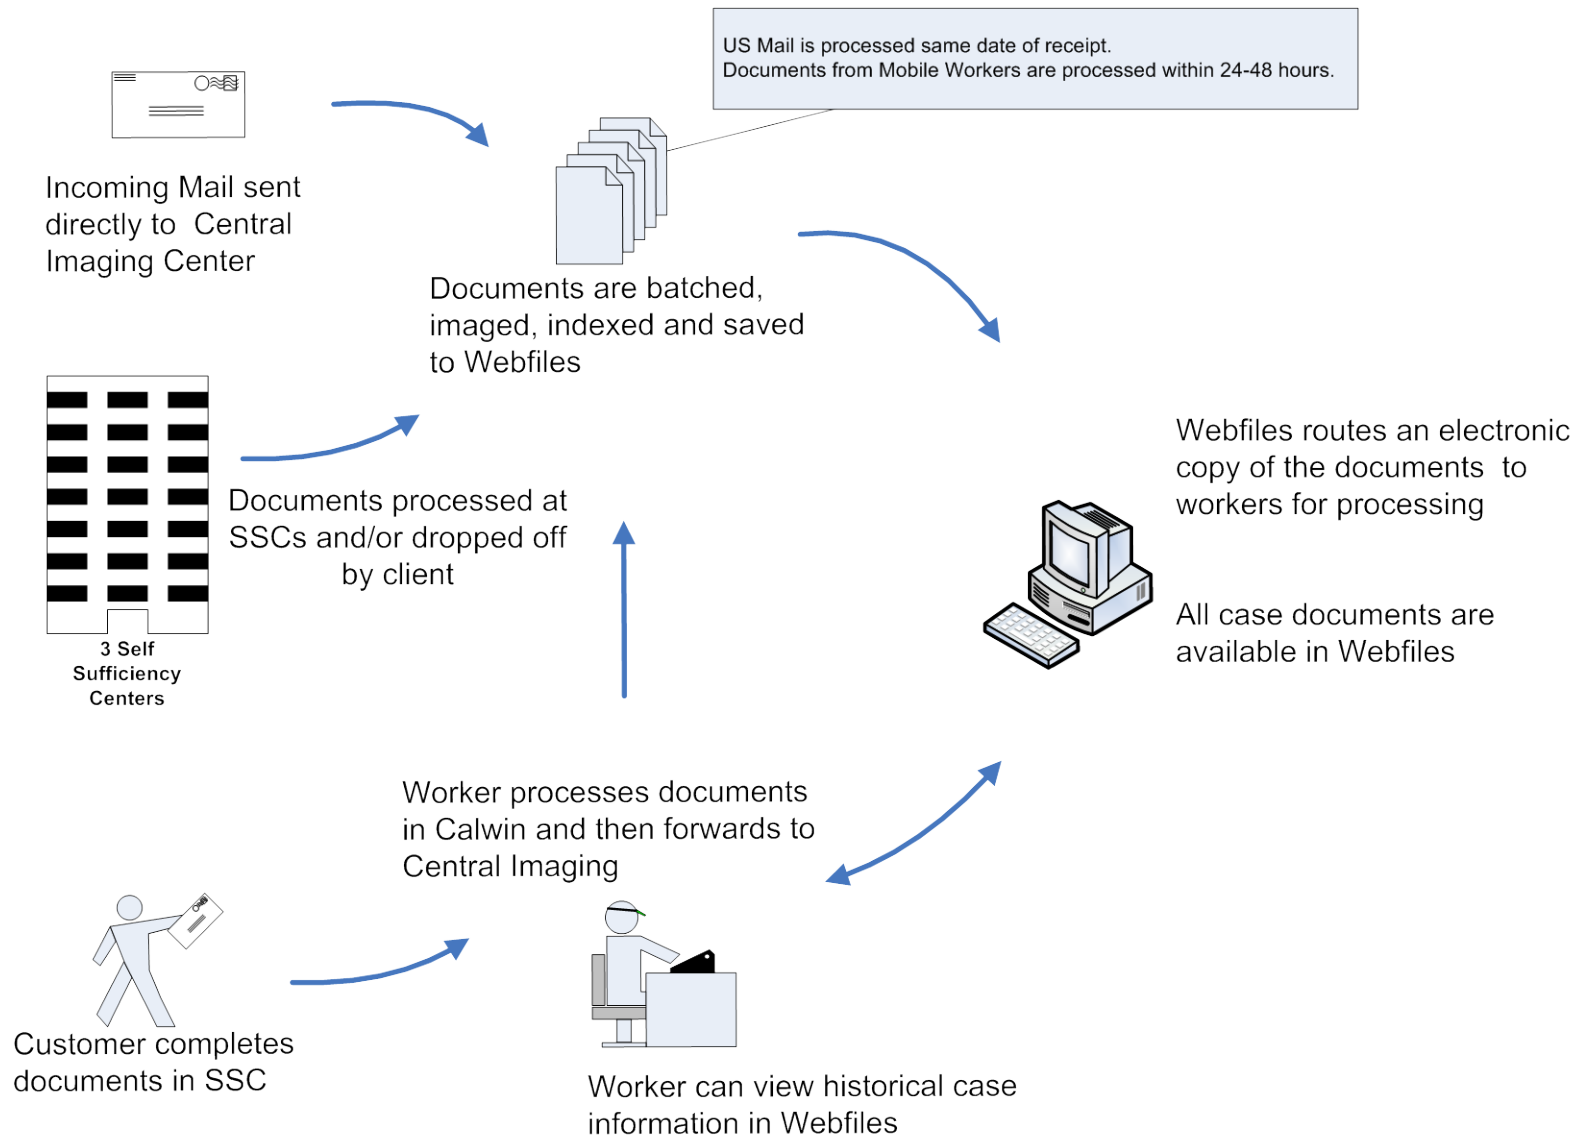 US Mail is processed same date of receipt.
Documents from Mobile Workers are processed within 24-48 hours.
Incoming Mail sent
directly to  Central
Imaging Center
Documents are batched,
imaged, indexed and saved
to Webfiles
Documents processed at
SSCs and/or dropped off
by client
3 Self
Sufficiency
Centers
Webfiles routes an electronic
copy of the documents  to
workers for processing
All case documents are
available in Webfiles
Worker processes documents
in Calwin and then forwards to
Central Imaging
Customer completes
documents in SSC
Worker can view historical case
information in Webfiles